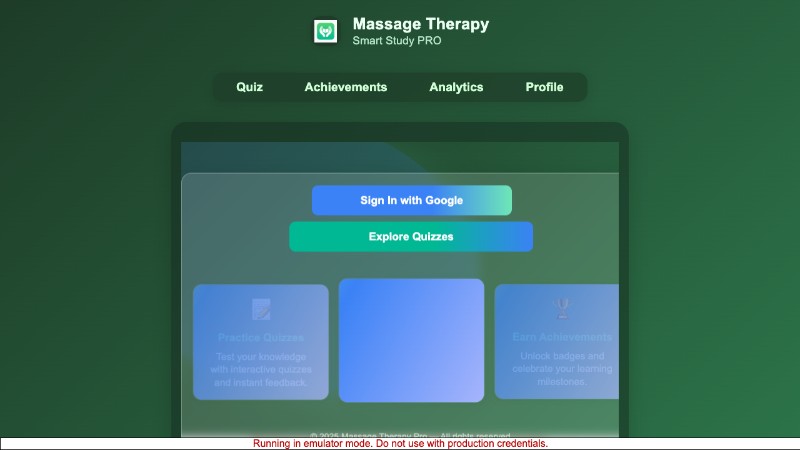 Massage Therapy
Smart Study PRO
Quiz
Achievements
Analytics
Profile
Sign In with Google
Explore Quizzes
Practice Quizzes
Test your knowledge
with interactive quizzes
and instant feedback.
Earn Achievements
Unlock badges and
celebrate your learning
milestones.
© 2025 Massage Therapy Pro — All rights reserved.
Running in emulator mode. Do not use with production credentials.